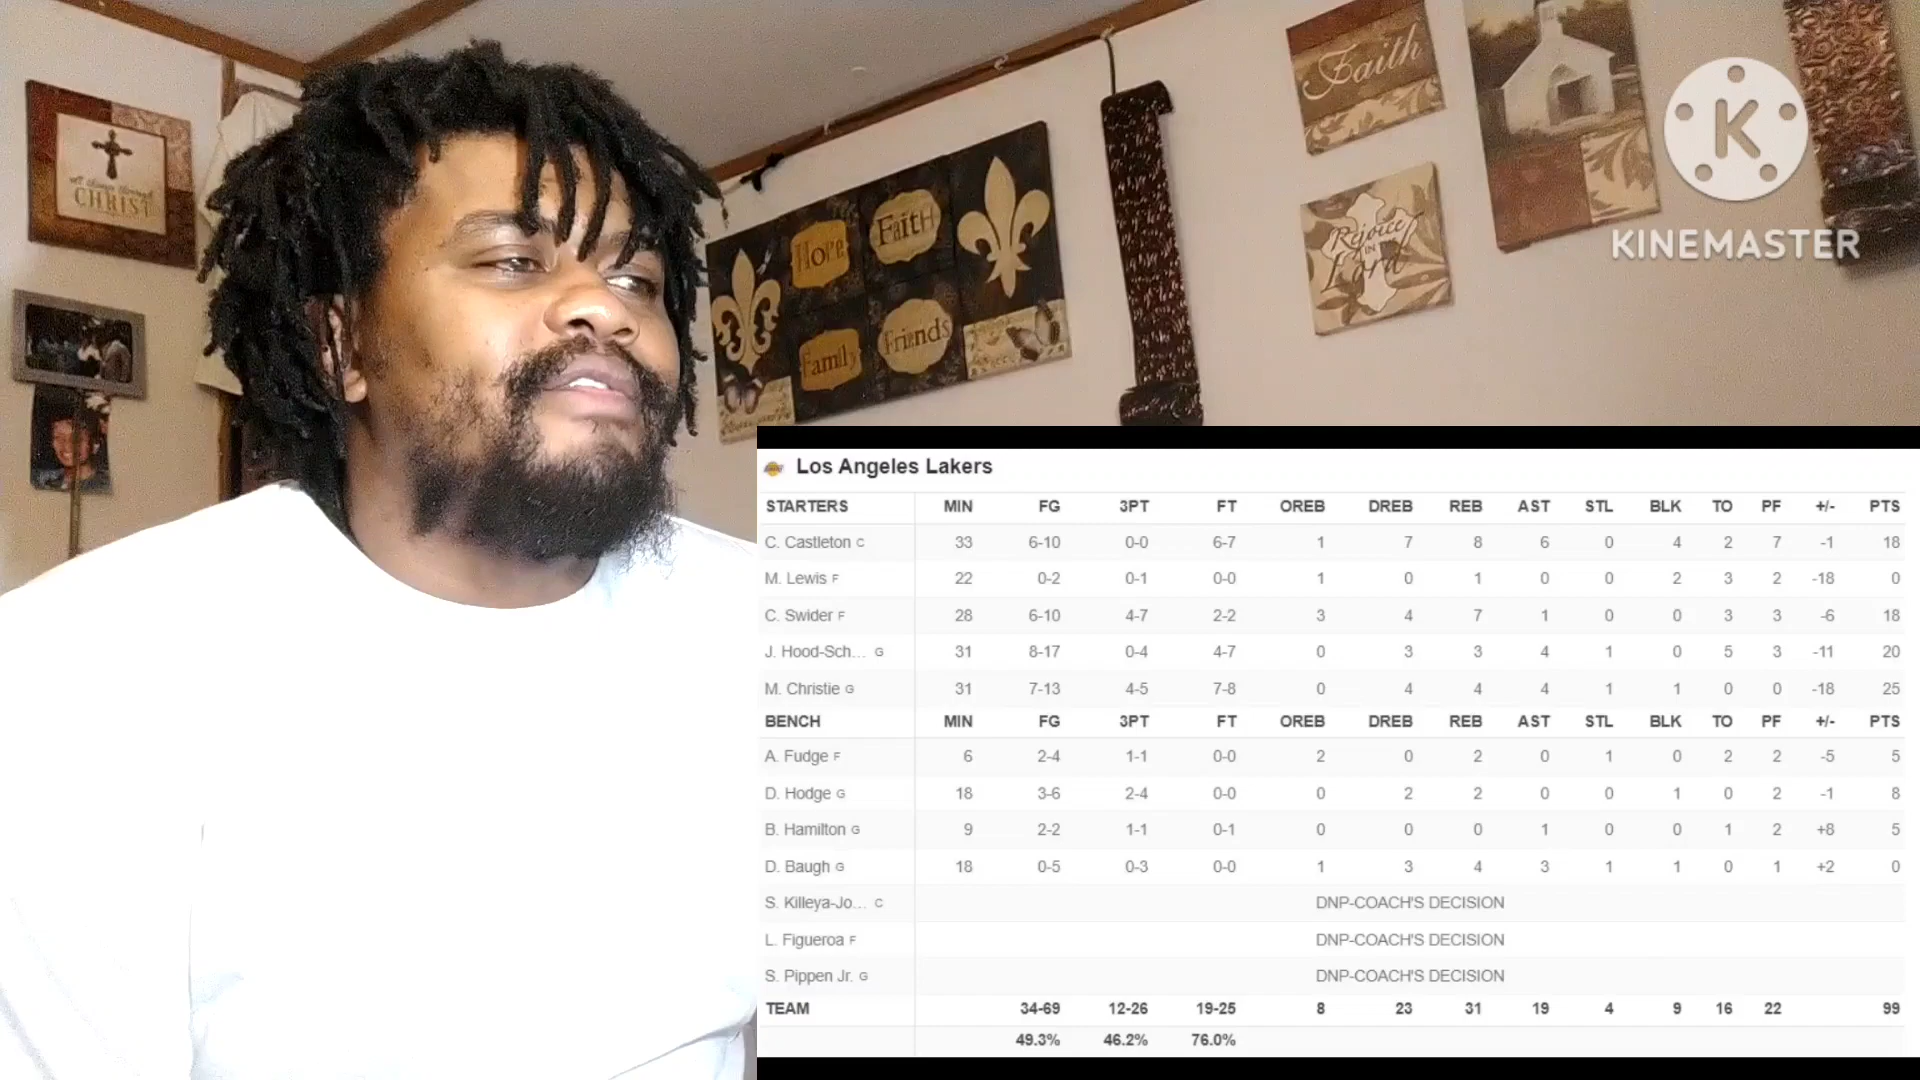 all things through
CHRIST
Hope
Faith
Family
Friends
Faith
Rejoice
IN
Lord
K
KINEMASTER
Los Angeles Lakers
STARTERS MIN FG 3PT FT OREB DREB REB AST STL BLK TO PF +/- PTS
C. Castleton C 33 6-10 0-0 6-7 1 7 8 6 0 4 2 7 -1 18
M. Lewis F 22 0-2 0-1 0-0 1 0 1 0 0 2 3 2 -18 0
C. Swider F 28 6-10 4-7 2-2 3 4 7 1 0 0 3 3 -6 18
J. Hood-Sch... G 31 8-17 0-4 4-7 0 3 3 4 1 0 5 3 -11 20
M. Christie G 31 7-13 4-5 7-8 0 4 4 4 1 1 0 0 -18 25
BENCH MIN FG 3PT FT OREB DREB REB AST STL BLK TO PF +/- PTS
A. Fudge F 6 2-4 1-1 0-0 2 0 2 0 1 0 2 2 -5 5
D. Hodge G 18 3-6 2-4 0-0 0 2 2 0 0 1 0 2 -1 8
B. Hamilton G 9 2-2 1-1 0-1 0 0 0 1 0 0 1 2 +8 5
D. Baugh G 18 0-5 0-3 0-0 1 3 4 3 1 1 0 1 +2 0
S. Killeya-Jo... C DNP-COACH'S DECISION
L. Figueroa F DNP-COACH'S DECISION
S. Pippen Jr. G DNP-COACH'S DECISION
TEAM 34-69 12-26 19-25 8 23 31 19 4 9 16 22 99
49.3% 46.2% 76.0%